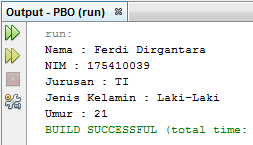 Output - PBO (run)
run:
Nama : Ferdi Dirgantara
NIM : 175410039
Jurusan : TI
Jenis Kelamin : Laki-Laki
Umur : 21
BUILD SUCCESSFUL (total time: